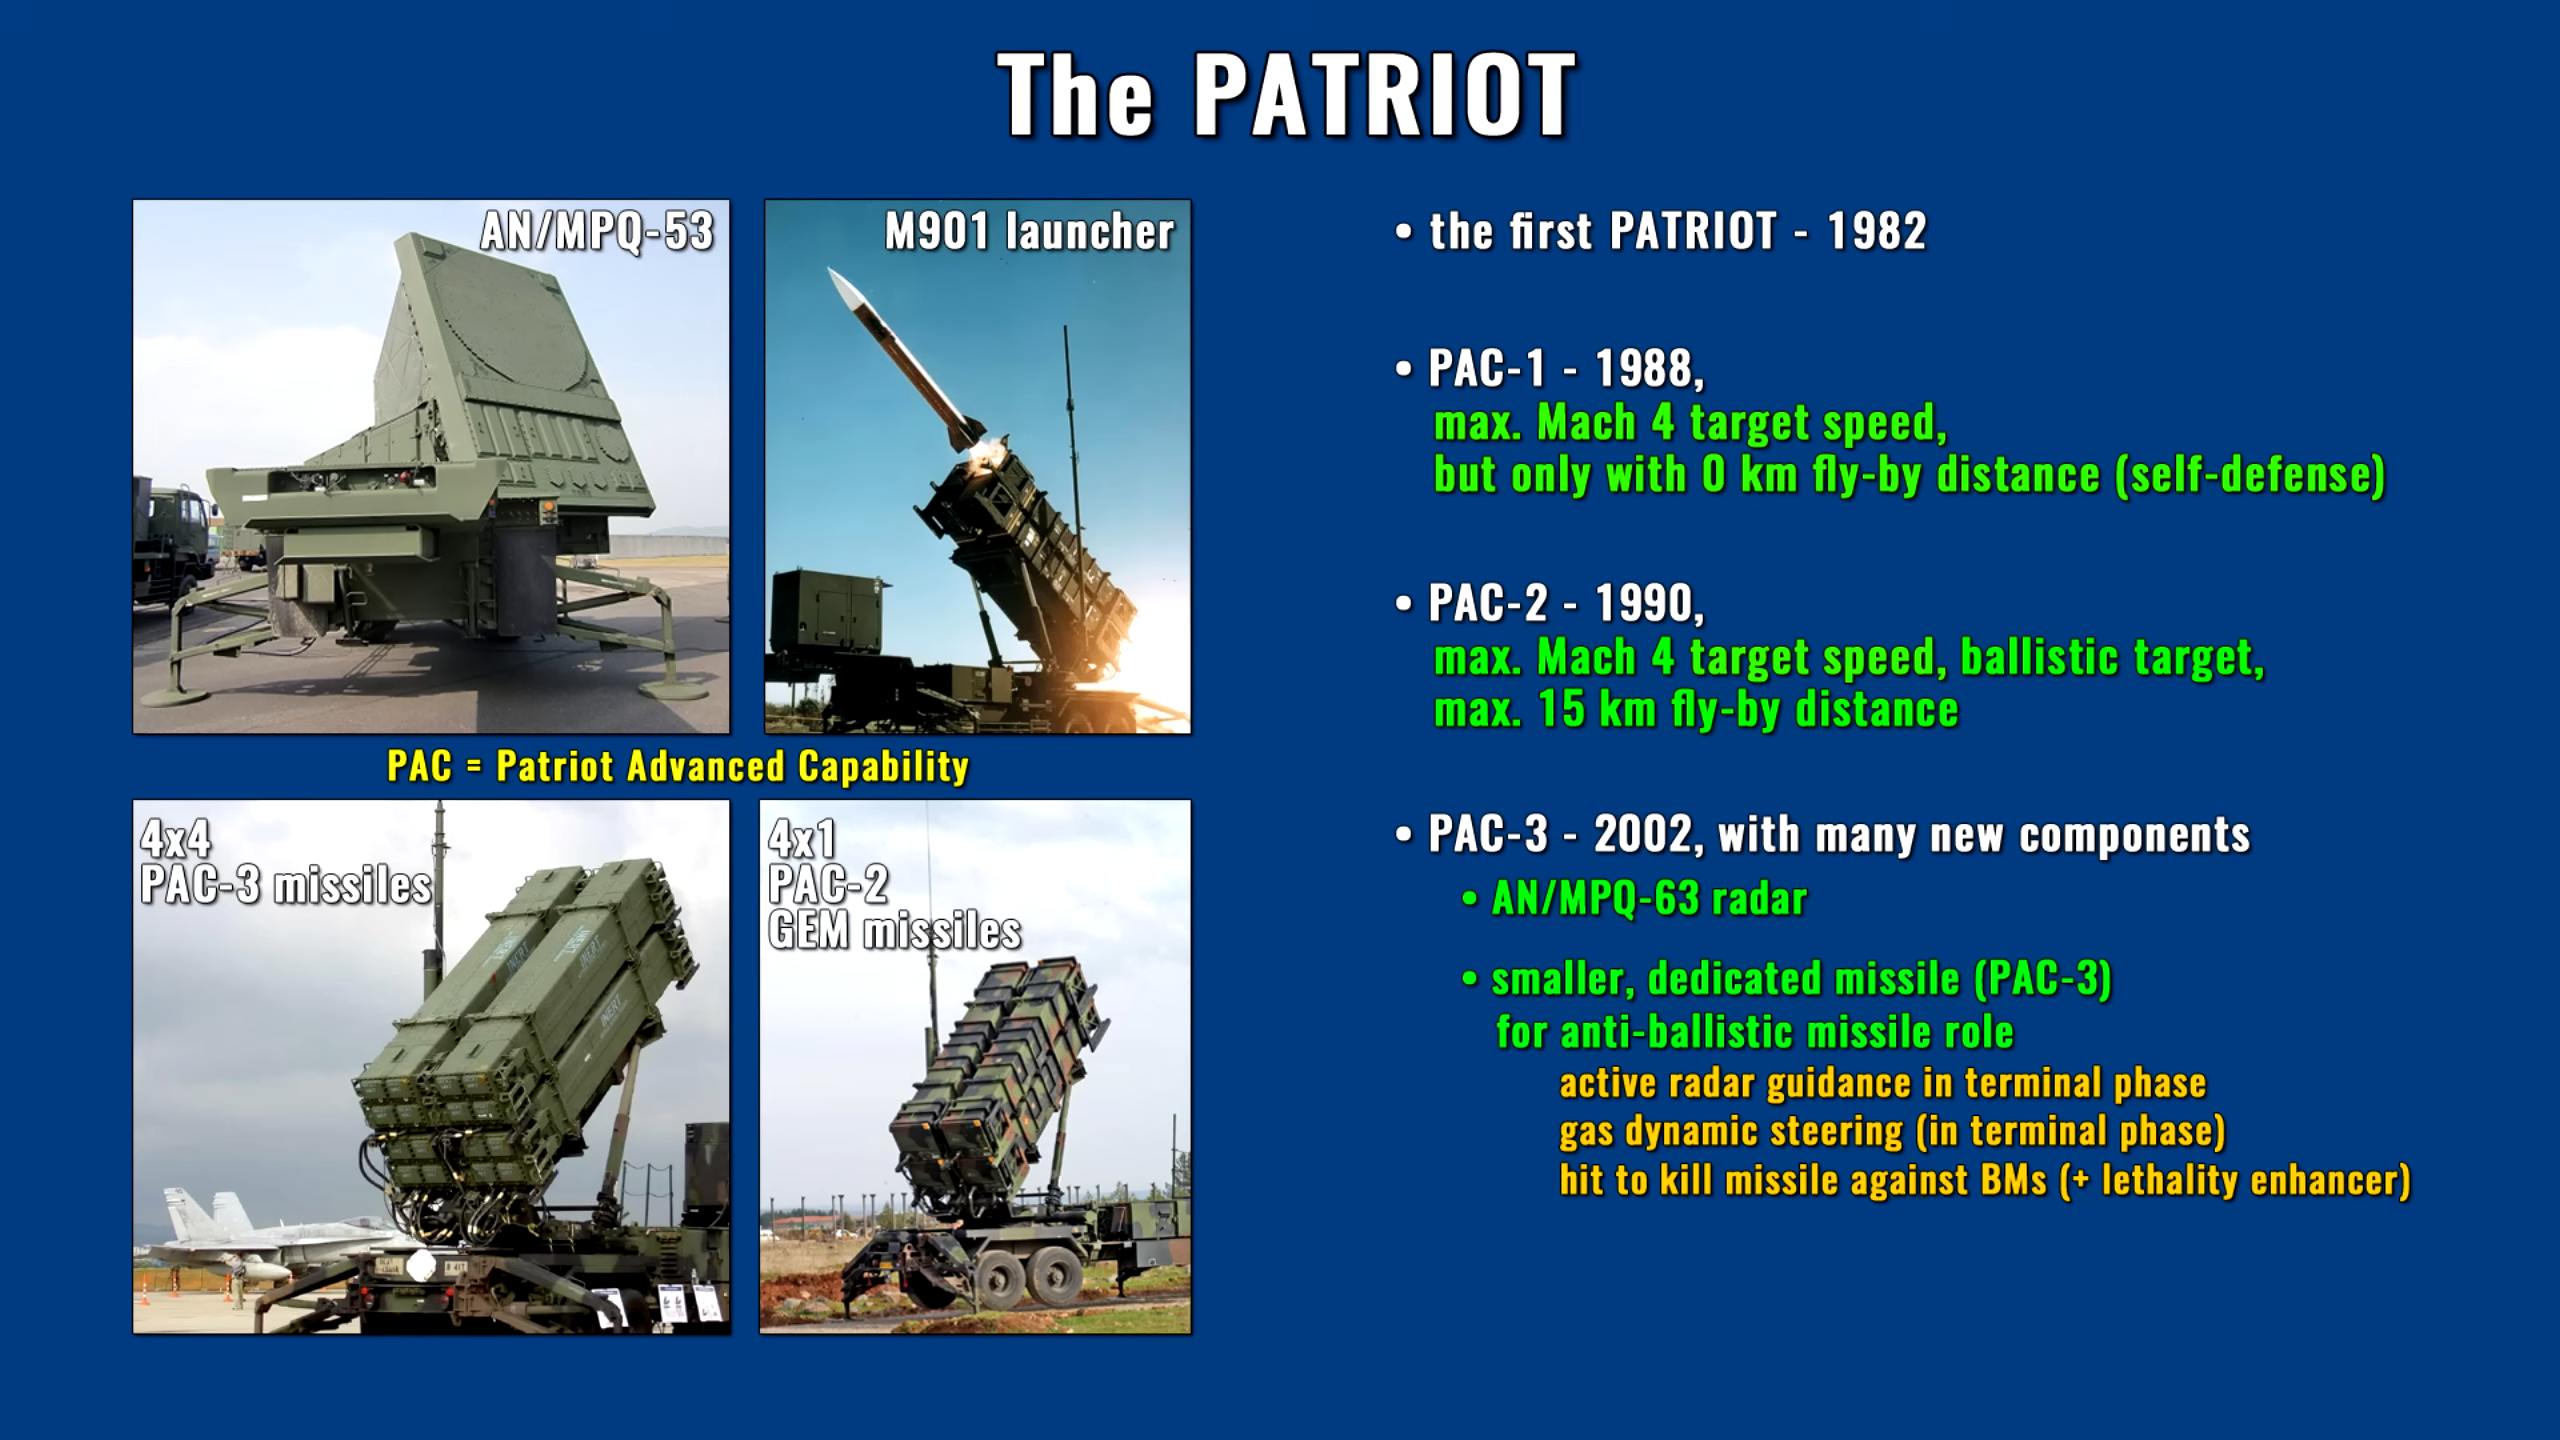 The PATRIOT
AN/MPQ-53
M901 launcher
PAC = Patriot Advanced Capability
4x4
PAC-3 missiles
INERT
INERT
INERT
4x1
PAC-2
GEM missiles
• the first PATRIOT - 1982
• PAC-1 - 1988,
max. Mach 4 target speed,
but only with 0 km fly-by distance (self-defense)
• PAC-2 - 1990,
max. Mach 4 target speed, ballistic target,
max. 15 km fly-by distance
• PAC-3 - 2002, with many new components
• AN/MPQ-63 radar
• smaller, dedicated missile (PAC-3)
for anti-ballistic missile role
active radar guidance in terminal phase
gas dynamic steering (in terminal phase)
hit to kill missile against BMs (+ lethality enhancer)